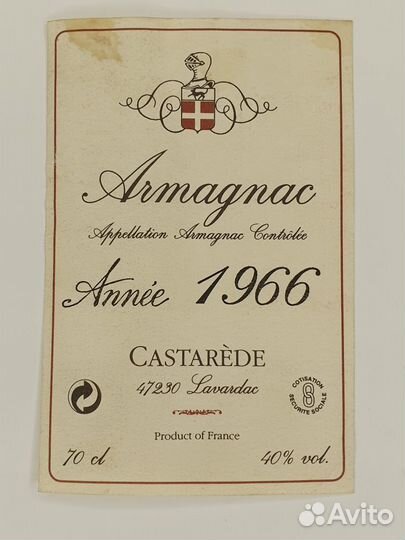 Armagnac
Appellation Armagnac Contrôlée
Année 1966
CASTARÈDE
47230 Lavardac
COTISATION
SECURITE SOCIALE
Product of France
70 cl
40% vol.
Avito